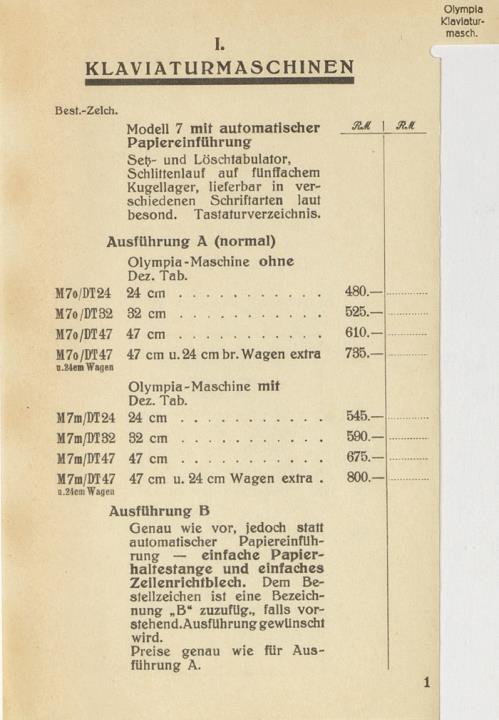 Olympia
Klaviatur-
masch.
I.
KLAVIATURMASCHINEN
Best.-Zeich.
RM | RM
Modell 7 mit automatischer
Papiereinführung
Setz- und Löschtabulator,
Schlittenlauf auf fünffachem
Kugellager, lieferbar in ver-
schiedenen Schriftarten laut
besond. Tastaturverzeichnis.
Ausführung A (normal)
Olympia-Maschine ohne
Dez. Tab.
M7o/DT24 24 cm . . . . . . . . . . . 480.—
M7o/DT32 32 cm . . . . . . . . . . . 525.—
M7o/DT47 47 cm . . . . . . . . . . . 610.—
M7o/DT47 47 cm u. 24 cm br. Wagen extra 735.—
u.24cm Wagen
Olympia-Maschine mit
Dez. Tab.
M7m/DT24 24 cm . . . . . . . . . . . 545.—
M7m/DT32 32 cm . . . . . . . . . . . 590.—
M7m/DT47 47 cm . . . . . . . . . . . 675.—
M7m/DT47 47 cm u. 24 cm Wagen extra . 800.—
u.24cm Wagen
Ausführung B
Genau wie vor, jedoch statt
automatischer Papiereinfüh-
rung — einfache Papier-
haltestange und einfaches
Zeilenrichtblech. Dem Be-
stellzeichen ist eine Bezeich-
nung „B“ zuzufüg., falls vor-
stehend. Ausführung gewünscht
wird.
Preise genau wie für Aus-
führung A.
1